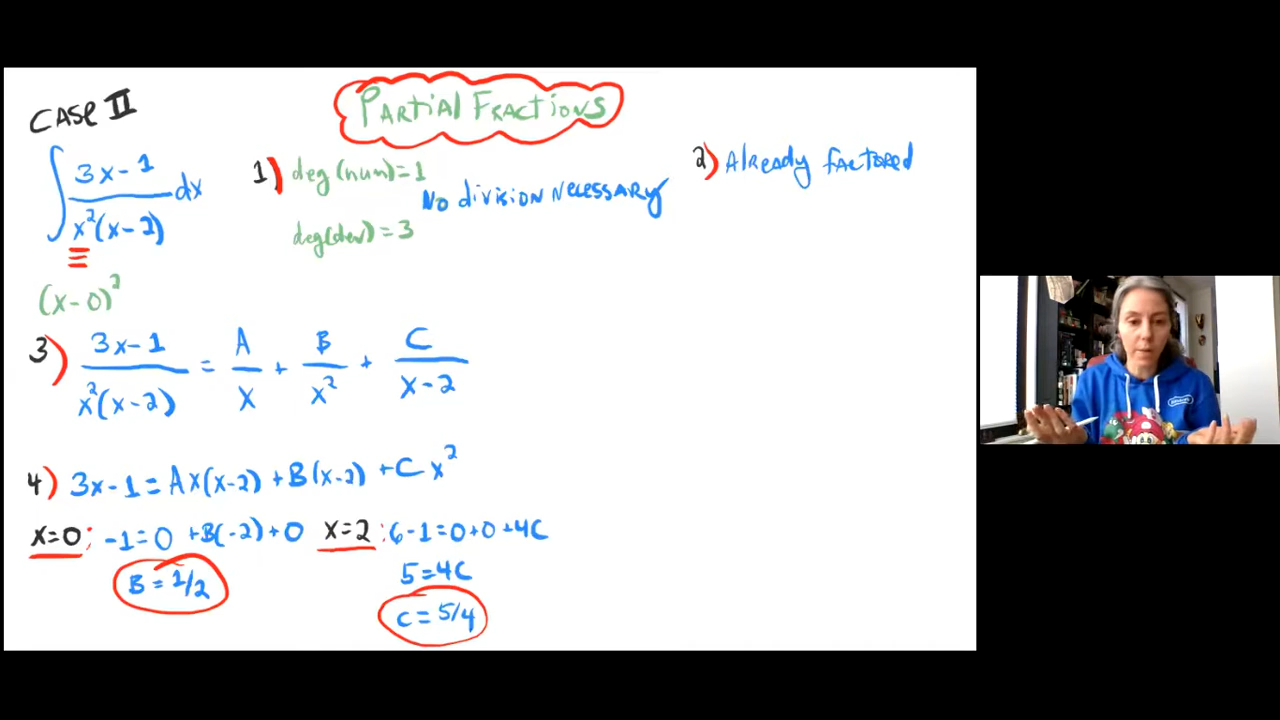 CASE II
Partial Fractions
∫ 3x-1 / x²(x-2) dx
1) deg(num)=1
No division necessary
deg(den)=3
2) Already factored
(x-0)²
3) 3x-1 / x²(x-2) = A/x + B/x² + C/x-2
4) 3x-1 = Ax(x-2) + B(x-2) + Cx²
x=0: -1=0 +B(-2)+0
B = 1/2
x=2: 6-1=0+0+4C
5=4C
C = 5/4